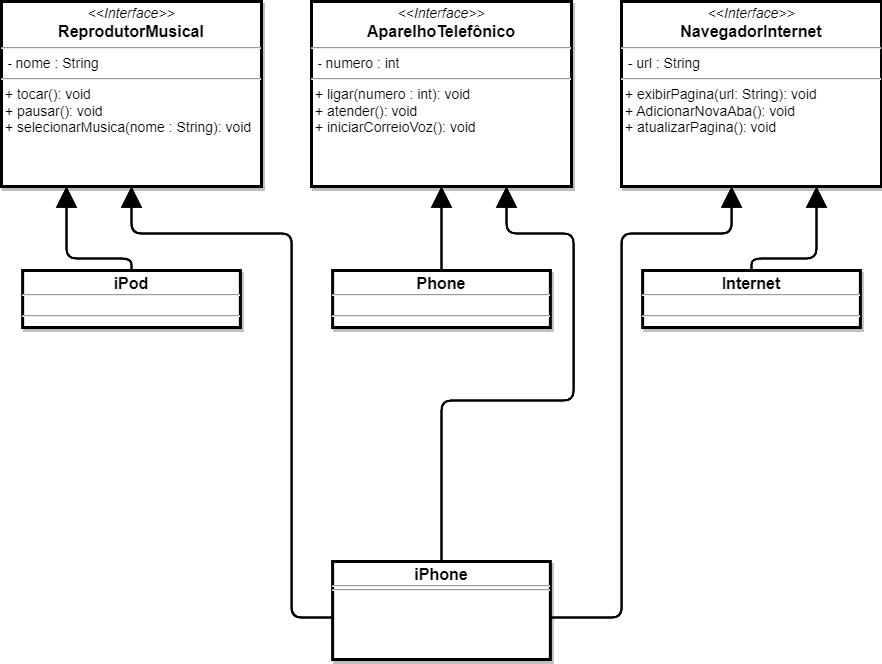 <<Interface>>
ReprodutorMusical
- nome : String
+ tocar(): void
+ pausar(): void
+ selecionarMusica(nome : String): void
<<Interface>>
AparelhoTelefônico
- numero : int
+ ligar(numero : int): void
+ atender(): void
+ iniciarCorreioVoz(): void
<<Interface>>
NavegadorInternet
- url : String
+ exibirPagina(url: String): void
+ AdicionarNovaAba(): void
+ atualizarPagina(): void
iPod
Phone
Internet
iPhone